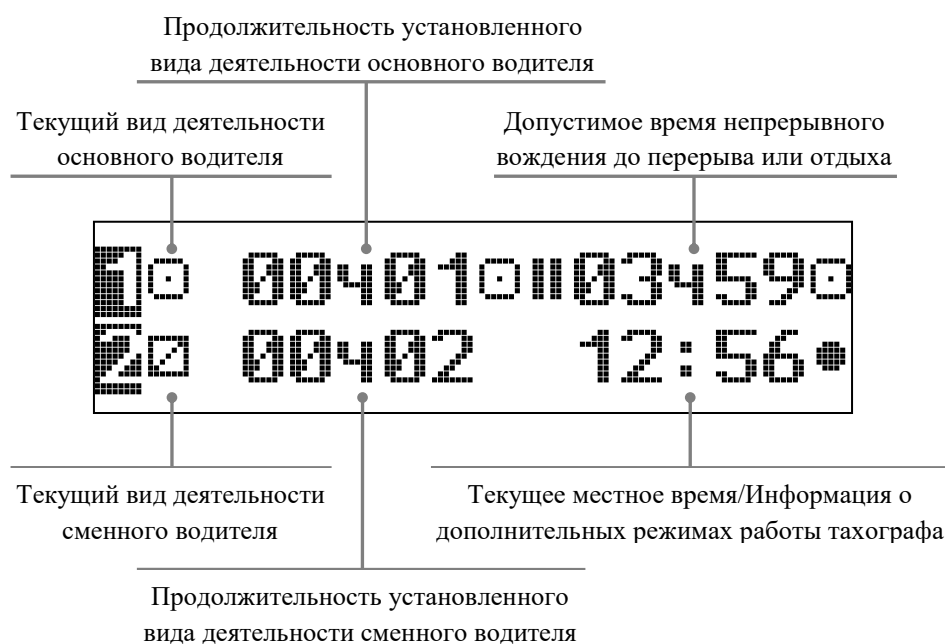 Продолжительность установленного
вида деятельности основного водителя
Текущий вид деятельности
основного водителя
Допустимое время непрерывного
вождения до перерыва или отдыха
1 00ч01 03ч59
2 00ч02 12:56
Текущий вид деятельности
сменного водителя
Текущее местное время/Информация о
дополнительных режимах работы тахографа
Продолжительность установленного
вида деятельности сменного водителя